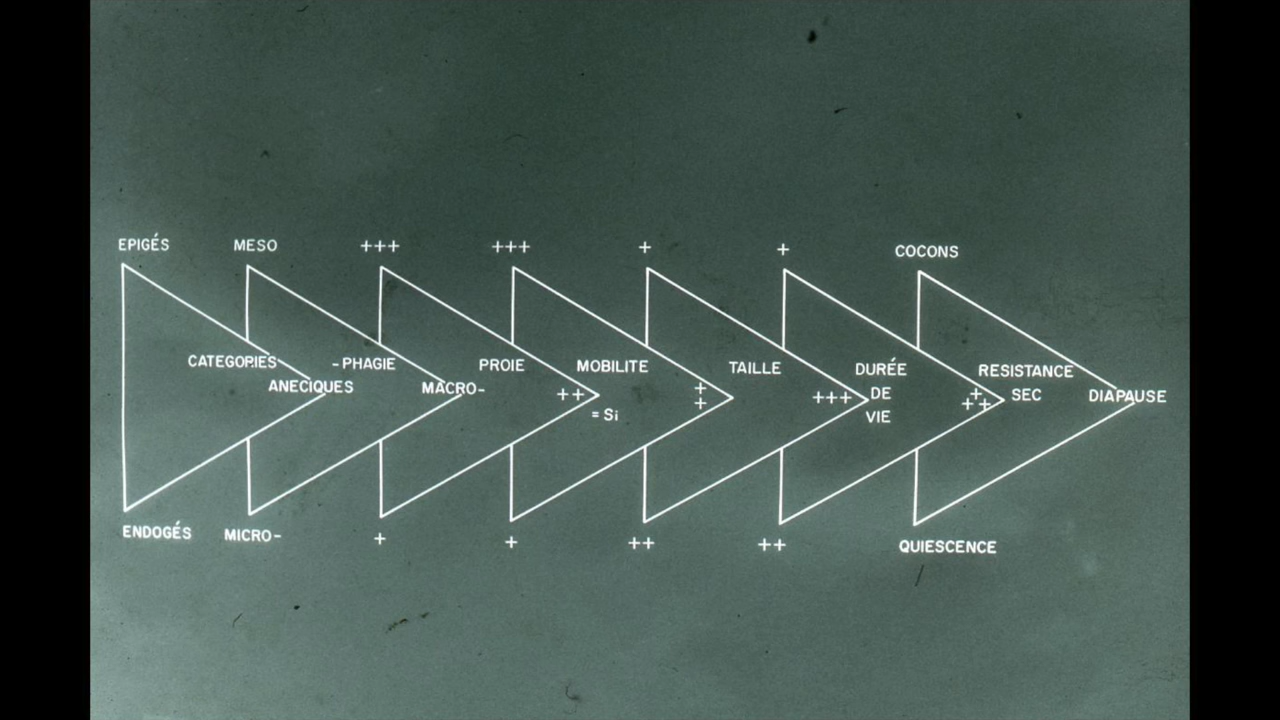 EPIGÉS MESO +++ +++ + + COCONS
CATEGORIES -PHAGIE PROIE MOBILITE TAILLE DURÉE RESISTANCE
ANECIQUES MACRO- ++ ++ +++ DE +++ SEC DIAPAUSE
= Si VIE
ENDOGÉS MICRO- + + ++ ++ QUIESCENCE